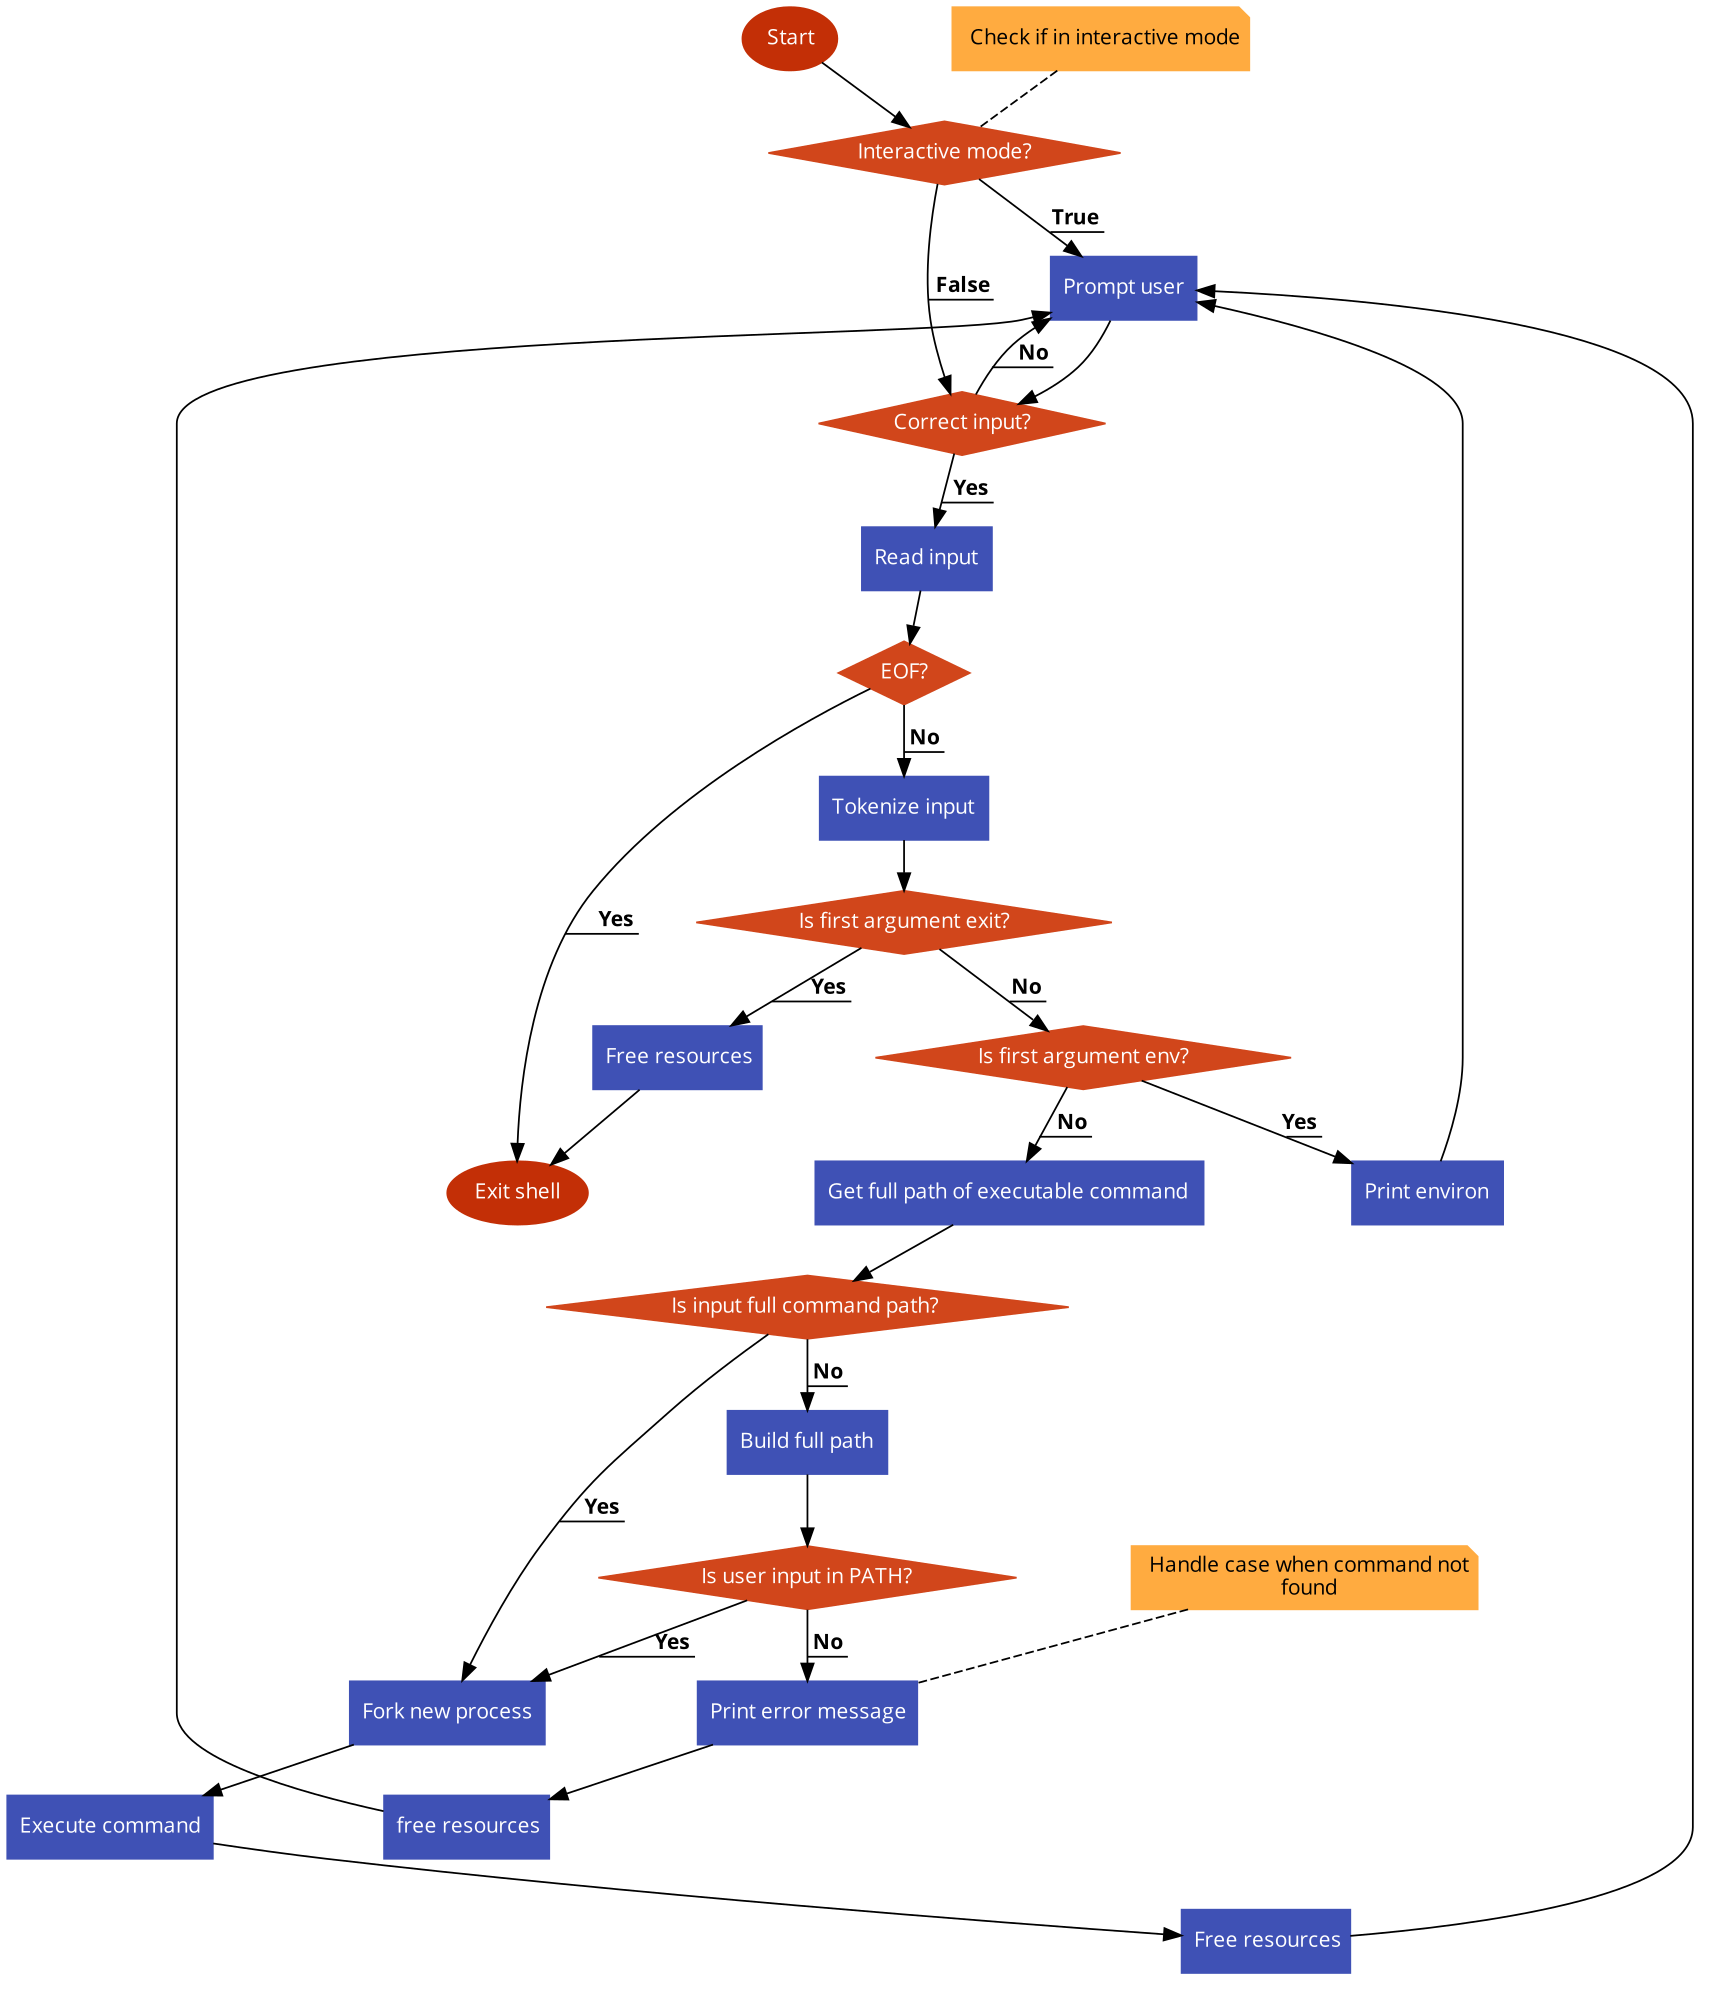 Start
Check if in interactive mode
Interactive mode?
True
False
Prompt user
No
Correct input?
Yes
Read input
EOF?
No
Tokenize input
Yes
Is first argument exit?
Yes
No
Free resources
Is first argument env?
No
Yes
Exit shell
Get full path of executable command
Print environ
Is input full command path?
No
Build full path
Yes
Is user input in PATH?
Handle case when command not
found
Yes
No
Fork new process
Print error message
Execute command
free resources
Free resources